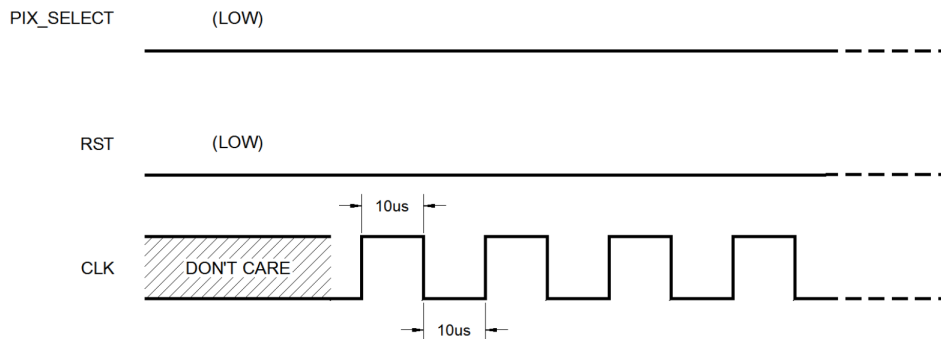 PIX_SELECT (LOW)
RST (LOW)
10us
CLK DON'T CARE
10us